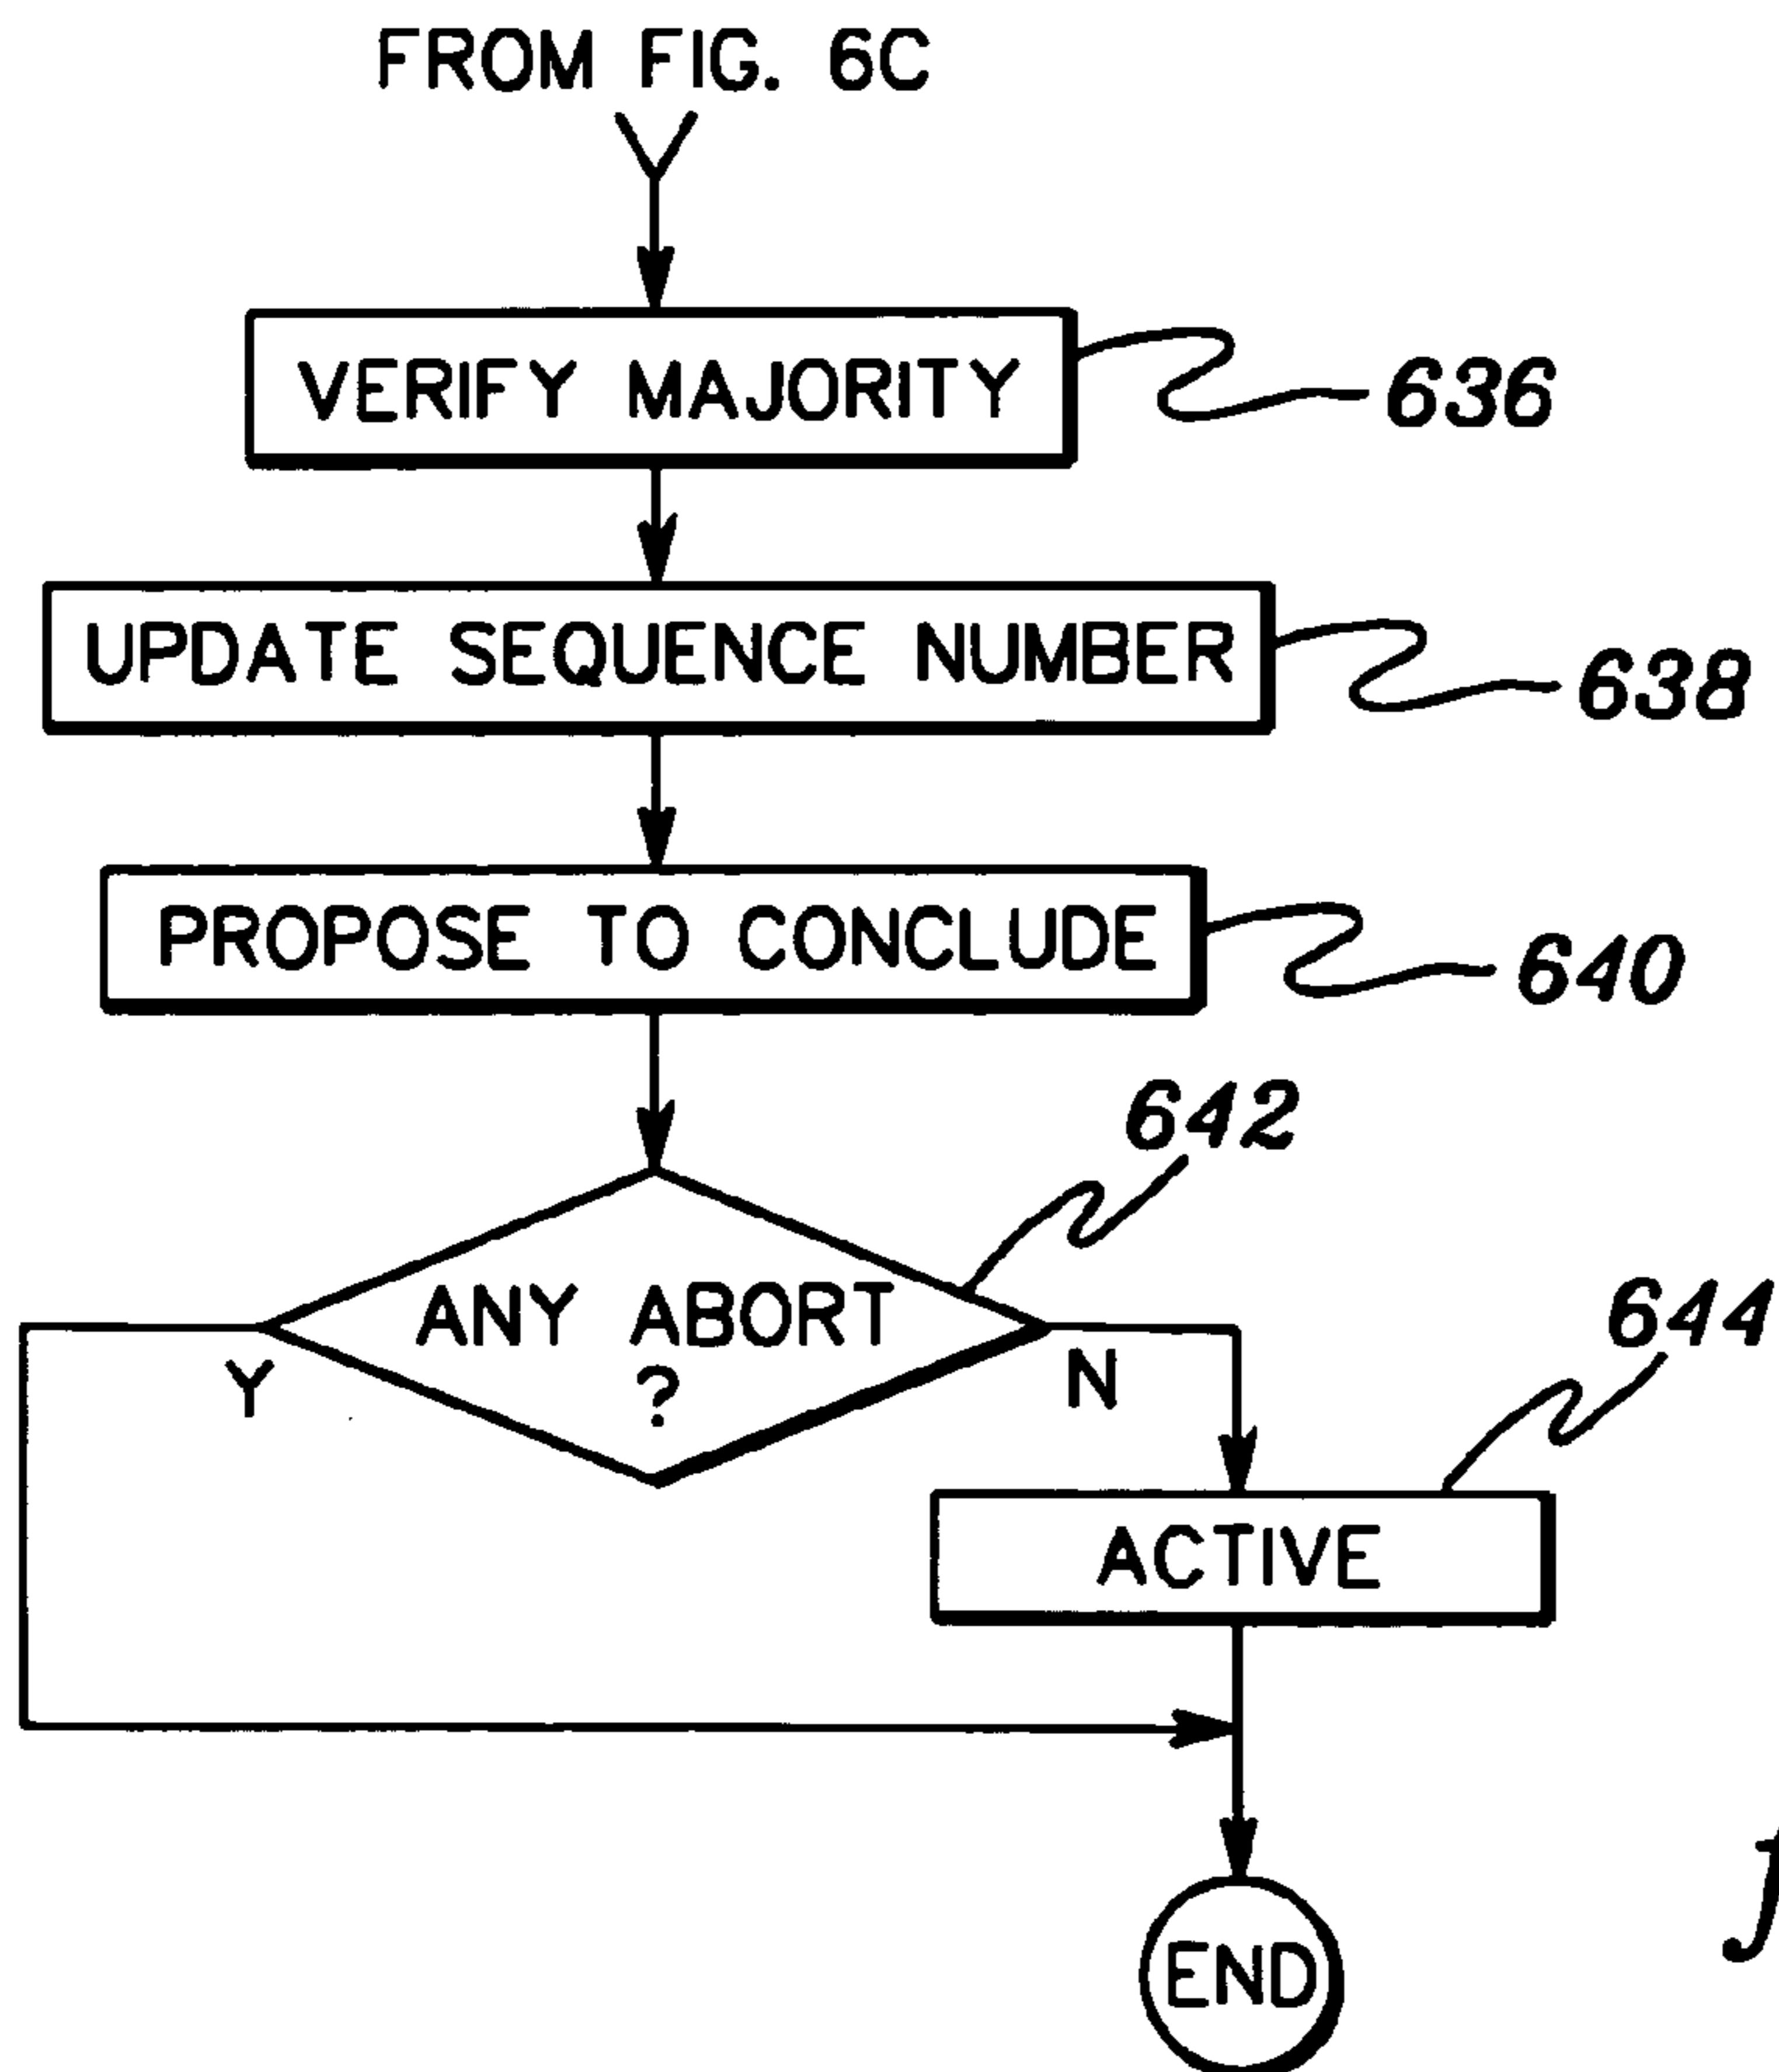 FROM FIG. 6C
VERIFY MAJORITY
636
UPDATE SEQUENCE NUMBER
638
PROPOSE TO CONCLUDE
640
642
ANY ABORT
?
Y
N
644
ACTIVE
END